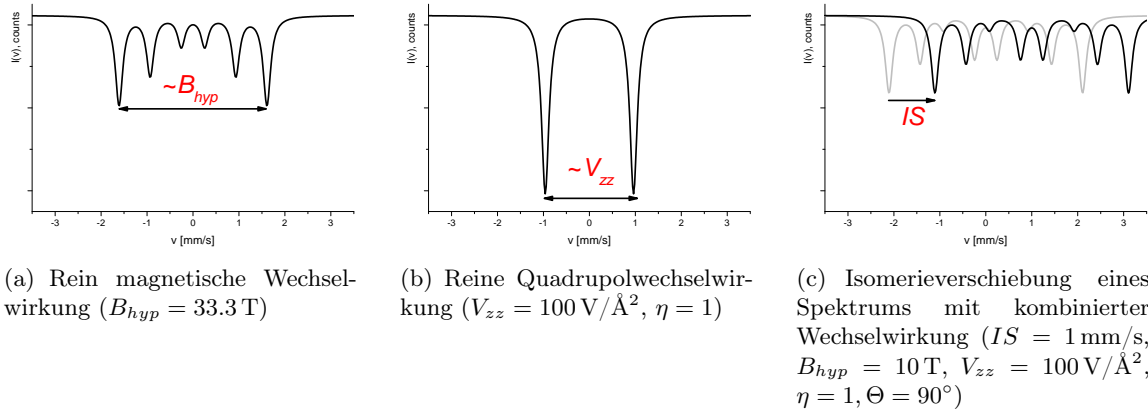 I(v), counts
~B_hyp
-3 -2 -1 0 1 2 3
v [mm/s]
(a) Rein magnetische Wechsel-
wirkung (B_hyp = 33.3 T)
I(v), counts
~V_zz
-3 -2 -1 0 1 2 3
v [mm/s]
(b) Reine Quadrupolwechselwir-
kung (V_zz = 100 V/Å², η = 1)
I(v), counts
IS
-3 -2 -1 0 1 2 3
v [mm/s]
(c) Isomerieverschiebung eines
Spektrums mit kombinierter
Wechselwirkung (IS = 1 mm/s,
B_hyp = 10 T, V_zz = 100 V/Å²,
η = 1, Θ = 90°)